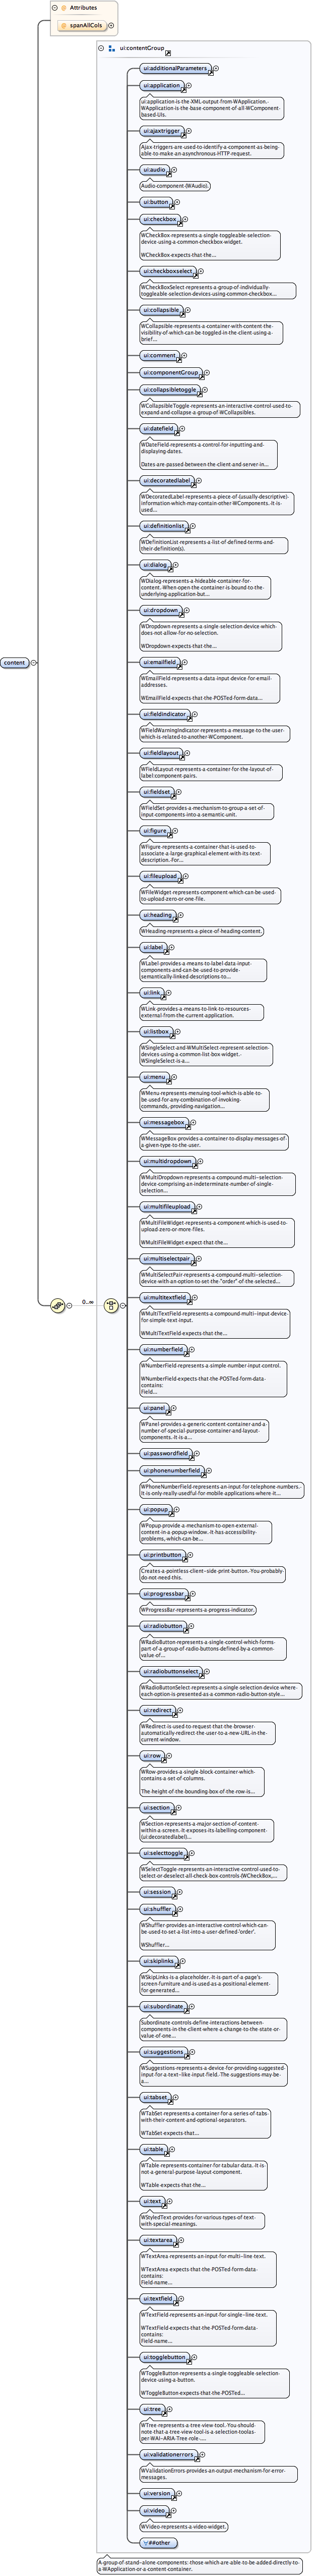 Attributes
spanAllCols
ui:contentGroup
ui:additionalParameters
ui:application
ui:application is the XML output from WApplication.
WApplication is the base component of all WComponent
based UIs.
ui:ajaxtrigger
Ajax triggers are used to identify a component as being
able to make an asynchronous HTTP request.
ui:audio
Audio component (WAudio).
ui:button
ui:checkbox
WCheckBox represents a single toggleable selection
device using a common checkbox widget.
WCheckBox expects that the...
ui:checkboxselect
WCheckBoxSelect represents a group of individually
toggleable selection devices using common checkbox...
ui:collapsible
WCollapsible represents a container with content the
visibility of which can be toggled in the client using a
brief...
ui:comment
ui:componentGroup
ui:collapsibletoggle
WCollapsibleToggle represents an interactive control used to
expand and collapse a group of WCollapsibles.
ui:datefield
WDateField represents a control for inputting and
displaying dates.
Dates are passed between the client and server in...
ui:decoratedlabel
WDecoratedLabel represents a piece of (usually descriptive)
information which may contain other WComponents. It is
used...
ui:definitionlist
WDefinitionList represents a list of defined terms and
their definition(s).
ui:dialog
WDialog represents a hideable container for
content. When open the container is bound to the
underlying application but...
ui:dropdown
WDropdown represents a single selection device which
does not allow for no selection.
WDropdown expects the...
ui:emailfield
WEmailField represents a data input device for email
addresses.
WEmailField expects that the POSTed form data...
ui:fieldindicator
WFieldWarningIndicator represents a message to the user
which is related to another WComponent.
ui:fieldlayout
WFieldLayout represents a container for the layout of
label:component pairs.
ui:fieldset
WFieldSet provides a mechanism to group a set of
input components into a semantic unit.
ui:figure
WFigure represents a container that is used to
associate a large graphical element with its text
description. For...
ui:fileupload
WFileWidget represents component which can be used
to upload zero or one file.
ui:heading
WHeading represents a piece of heading content.
ui:label
WLabel provides a means to label data input
components and can be used to provide
semantically linked descriptions to...
ui:link
WLink provides a means to link to resources
external from the current application.
ui:listbox
WSingleSelect and WMultiSelect represent selection
devices using a common list box widget.
WSingleSelect is a...
ui:menu
WMenu represents menuing tool which is able to
be used for any combination of invoking
commands, providing navigation...
ui:messagebox
WMessageBox provides a container to display messages of
a given type to the user.
ui:multidropdown
WMultiDropdown represents a compound multi-selection
device comprising an indeterminate number of single
selection...
ui:multifileupload
WMultiFileWidget represents a component which is used to
upload zero or more files.
WMultiFileWidget expect that the...
ui:multiselectpair
WMultiSelectPair represents a compound multi-selection
device with an option to set the "order" of the selected...
content
0..∞
ui:multitextfield
WMultiTextField represents a compound multi-input device
for simple text input.
WMultiTextField expects the...
ui:numberfield
WNumberField represents a simple number input control.
WNumberField expects that the POSTed form data
contains:
Field...
ui:panel
WPanel provides a generic content container and a
number of special purpose container and layout
components. It is a...
ui:passwordfield
ui:phonenumberfield
WPhoneNumberField represents an input for telephone numbers.
It is only really useful for mobile applications where it...
ui:popup
WPopup provide a mechanism to open external
content in a popup window. It has accessibility
problems, which can be...
ui:printbutton
Creates a pointless client-side print button. You probably
do not need this.
ui:progressbar
WProgressBar represents a progress indicator.
ui:radiobutton
WRadioButton represents a single control which forms
part of a group of radio buttons defined by a common
value of...
ui:radiobuttonselect
WRadioButtonSelect represents a single selection device where
each option is presented as a common radio button style...
ui:redirect
WRedirect is used to request that the browser
automatically redirect the user to a new URL in the
current window.
ui:row
WRow provides a single block container which
contains a set of columns.
The height of the bounding box of the row is...
ui:section
WSection represents a major section of content
within a screen. It exposes its labelling component
(ui:decoratedlabel)...
ui:selecttoggle
WSelectToggle represents an interactive control used to
select or deselect all check box controls (WCheckBox,...
ui:session
ui:shuffler
WShuffler provides an interactive control which can
be used to set a list into a user defined 'order'.
WShuffler...
ui:skiplinks
WSkipLinks is a placeholder. It is part of a page's
screen furniture and is used as a positional element
for generated...
ui:subordinate
Subordinate controls define interactions between
components in the client where a change to the state or
value of one...
ui:suggestions
WSuggestions represents a device for providing suggested
input for a text-like input field. The suggestions may be
a...
ui:tabset
WTabSet represents a container for a series of tabs
with their content and optional separators.
WTabSet expects that...
ui:table
WTable represents container for tabular data. It is
not a general purpose layout component.
WTable expects that the...
ui:text
WStyledText provides for various types of text
with special meanings.
ui:textarea
WTextArea represents an input for multi-line text.
WTextArea expects that the POSTed form data
contains:
Field name...
ui:textfield
WTextField represents an input for single-line text.
WTextField expects that the POSTed form data
contains:
Field name...
ui:togglebutton
WToggleButton represents a single toggleable selection
device using a button.
WToggleButton expects that the POSTed...
ui:tree
WTree represents a tree view tool. You should
note that a tree view tool is a selection tool as
per WAI-ARIA Tree role -...
ui:validationerrors
WValidationErrors provides an output mechanism for error
messages.
ui:version
ui:video
WVideo represents a video widget.
##other
A group of stand-alone components: those which are able to be added directly to
a WApplication or a content container.